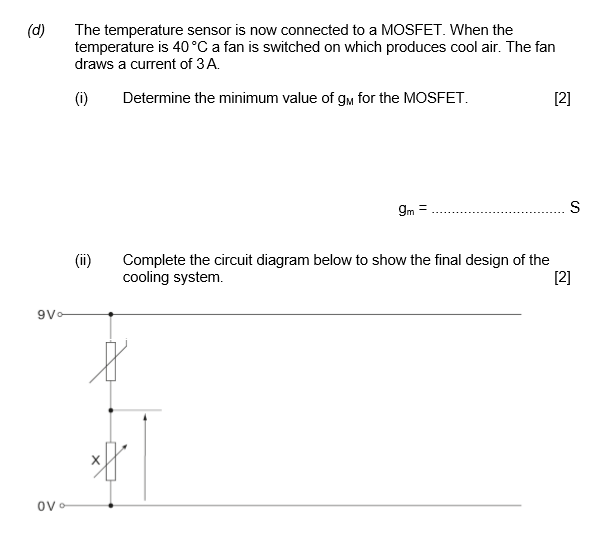 (d) The temperature sensor is now connected to a MOSFET. When the
temperature is 40 °C a fan is switched on which produces cool air. The fan
draws a current of 3 A.
(i) Determine the minimum value of gM for the MOSFET. [2]
gm = .................................. S
(ii) Complete the circuit diagram below to show the final design of the
cooling system. [2]
9V
X
0V